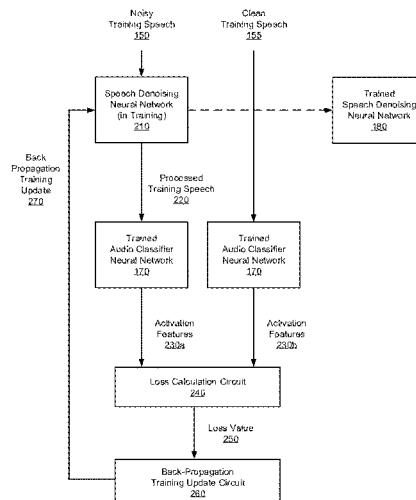 Noisy
Training Speech
150
Clean
Training Speech
155
Speech Denoising
Neural Network
(in Training)
210
Trained
Speech Denoising
Neural Network
180
Back
Propagation
Training
Update
270
Processed
Training Speech
220
Trained
Audio Classifier
Neural Network
170
Trained
Audio Classifier
Neural Network
170
Activation
Features
230a
Activation
Features
230b
Loss Calculation Circuit
240
Loss Value
250
Back-Propagation
Training Update Circuit
260